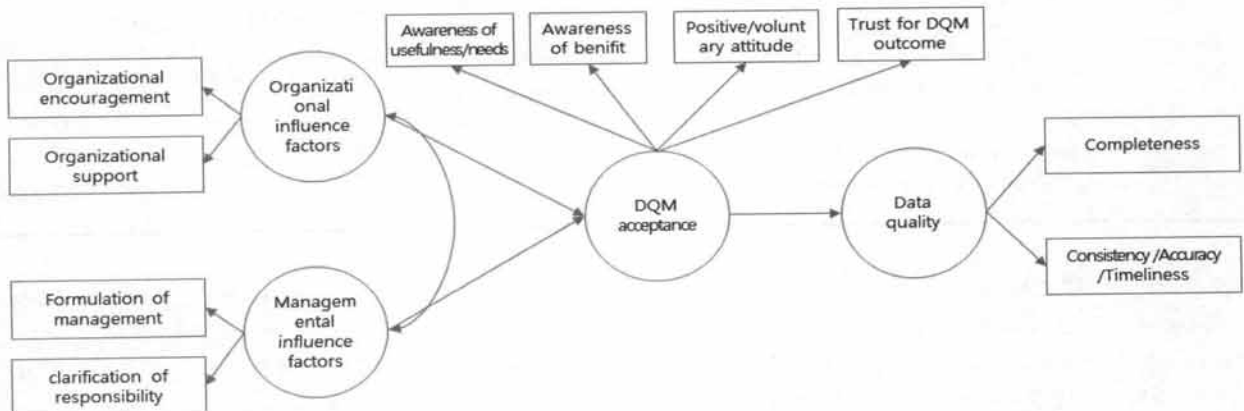 Awareness of
usefulness/needs
Awareness
of benifit
Positive/volunt
ary attitude
Trust for DQM
outcome
Organizational
encouragement
Organizational
support
Organizati
onal
influence
factors
DQM
acceptance
Data
quality
Completeness
Consistency/Accuracy
/Timeliness
Formulation of
management
clarification of
responsibility
Managem
ental
influence
factors